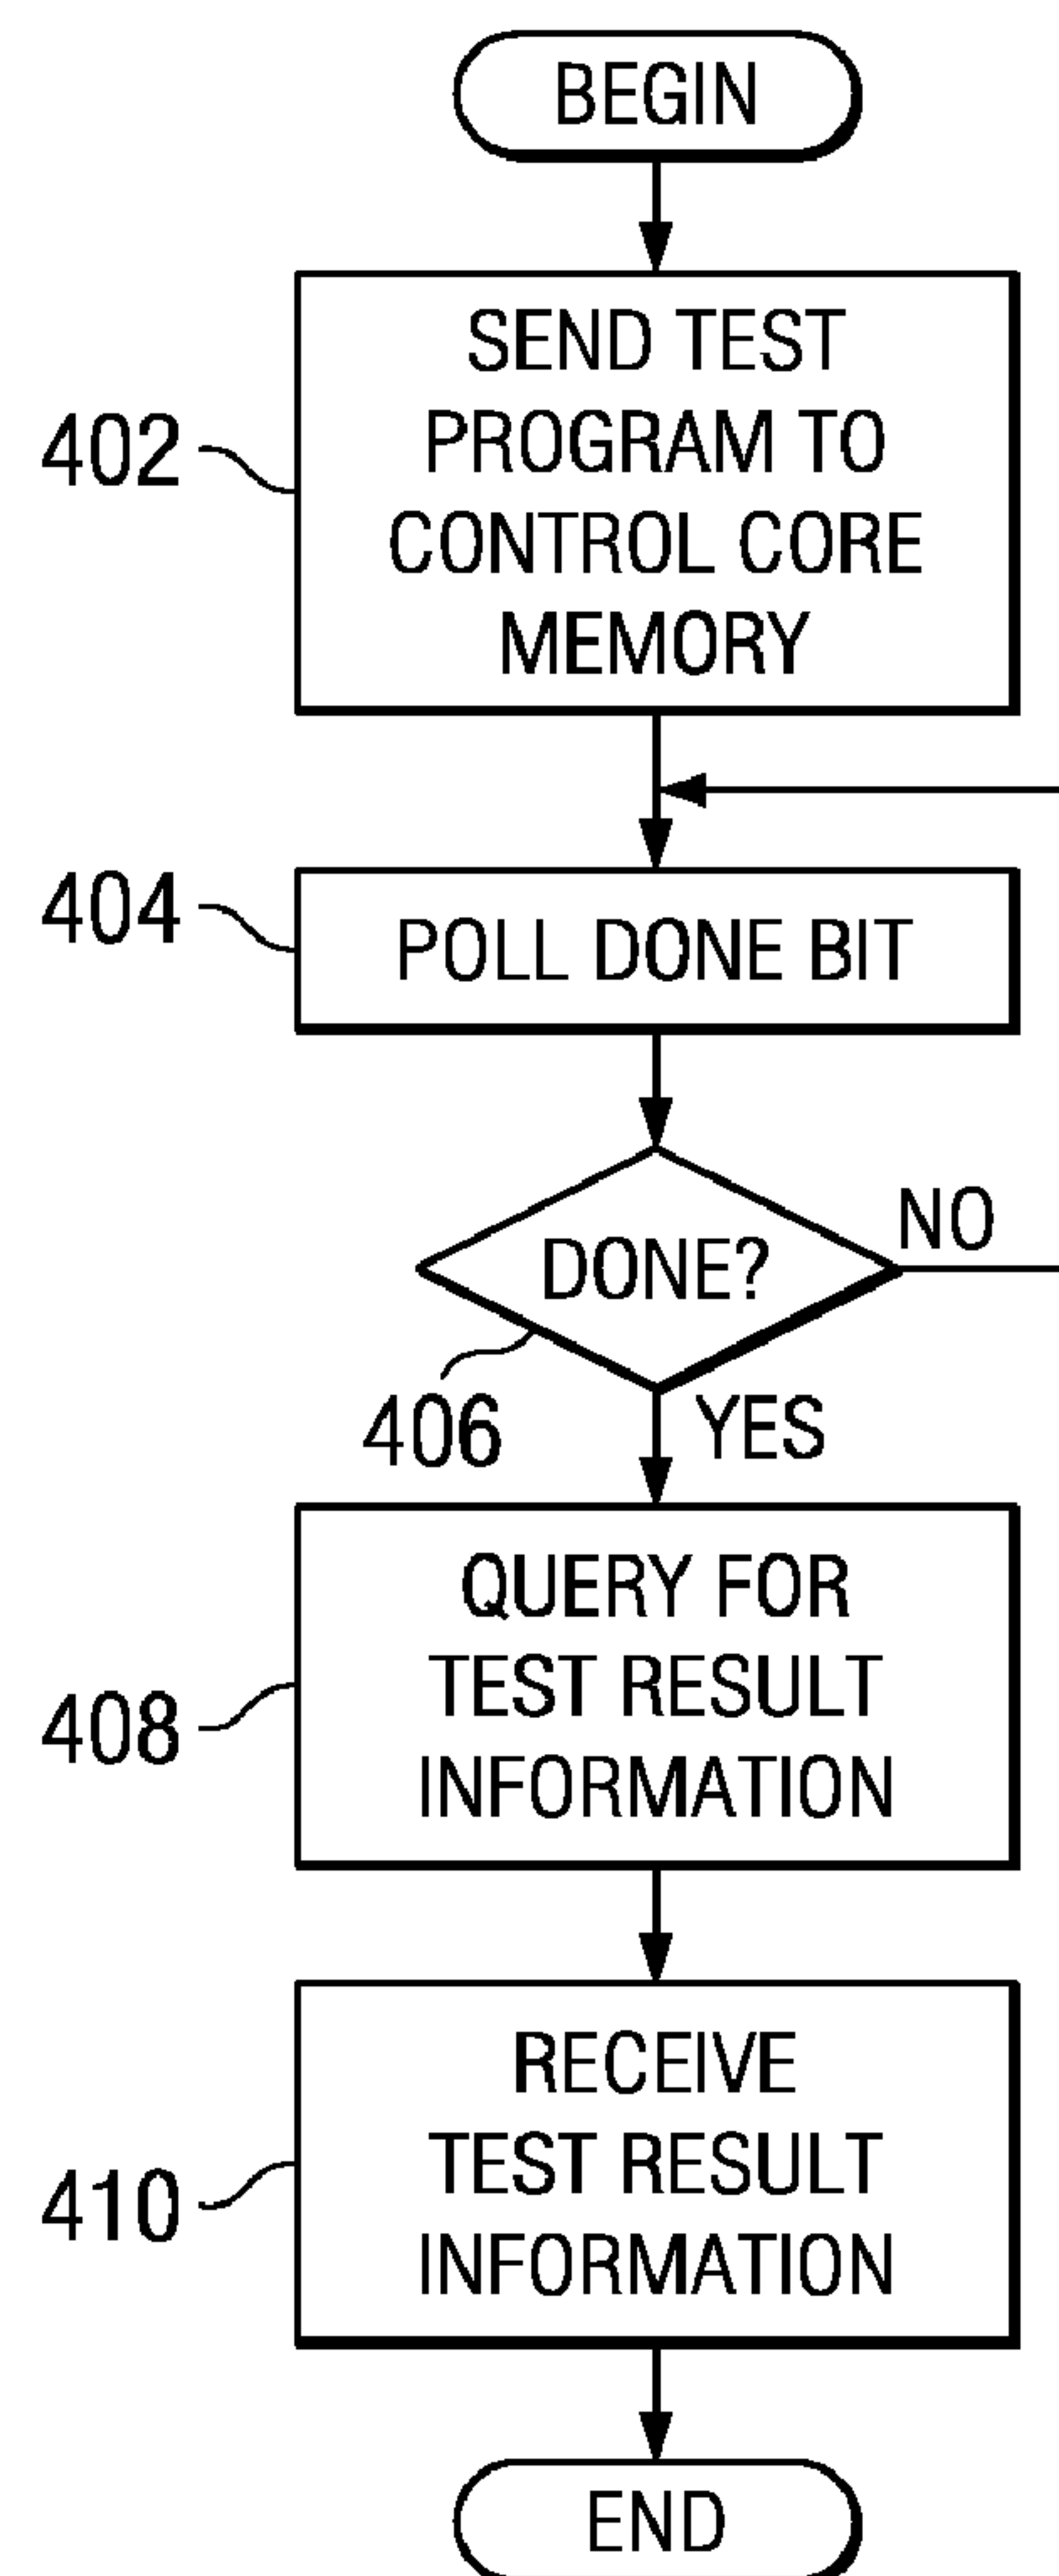 BEGIN
SEND TEST
PROGRAM TO
CONTROL CORE
MEMORY
402
POLL DONE BIT
404
DONE?
NO
406
YES
QUERY FOR
TEST RESULT
INFORMATION
408
RECEIVE
TEST RESULT
INFORMATION
410
END